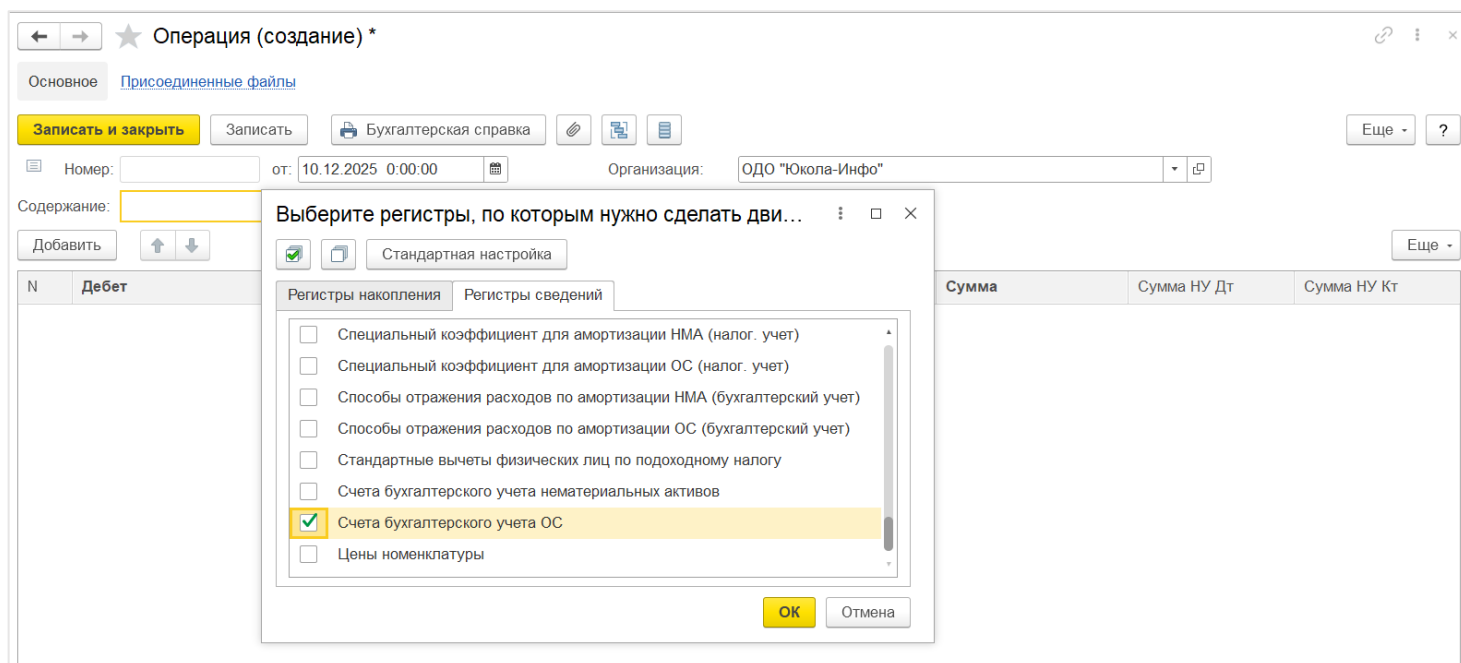 Операция (создание) *
Основное Присоединенные файлы
Записать и закрыть Записать Бухгалтерская справка Еще ?
Номер: от: 10.12.2025 0:00:00 Организация: ОДО "Юкола-Инфо"
Содержание:
Выберите регистры, по которым нужно сделать дви...
Добавить Еще
Стандартная настройка
N Дебет Сумма Сумма НУ Дт Сумма НУ Кт
Регистры накопления Регистры сведений
Специальный коэффициент для амортизации НМА (налог. учет)
Специальный коэффициент для амортизации ОС (налог. учет)
Способы отражения расходов по амортизации НМА (бухгалтерский учет)
Способы отражения расходов по амортизации ОС (бухгалтерский учет)
Стандартные вычеты физических лиц по подоходному налогу
Счета бухгалтерского учета нематериальных активов
Счета бухгалтерского учета ОС
Цены номенклатуры
ОК Отмена